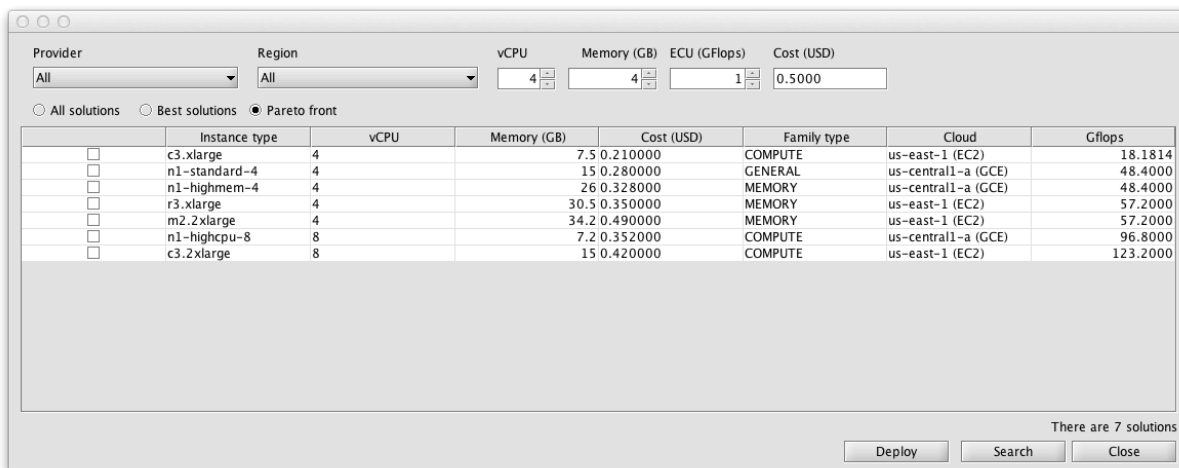 Provider Region vCPU Memory (GB) ECU (GFlops) Cost (USD)
All All 4 4 1 0.5000
All solutions Best solutions Pareto front
Instance type vCPU Memory (GB) Cost (USD) Family type Cloud Gflops
c3.xlarge 4 7.5 0.210000 COMPUTE us-east-1 (EC2) 18.1814
n1-standard-4 4 15 0.280000 GENERAL us-central1-a (GCE) 48.4000
n1-highmem-4 4 26 0.328000 MEMORY us-central1-a (GCE) 48.4000
r3.xlarge 4 30.5 0.350000 MEMORY us-east-1 (EC2) 57.2000
m2.2xlarge 4 34.2 0.490000 MEMORY us-east-1 (EC2) 57.2000
n1-highcpu-8 8 7.2 0.352000 COMPUTE us-central1-a (GCE) 96.8000
c3.2xlarge 8 15 0.420000 COMPUTE us-east-1 (EC2) 123.2000
There are 7 solutions
Deploy Search Close